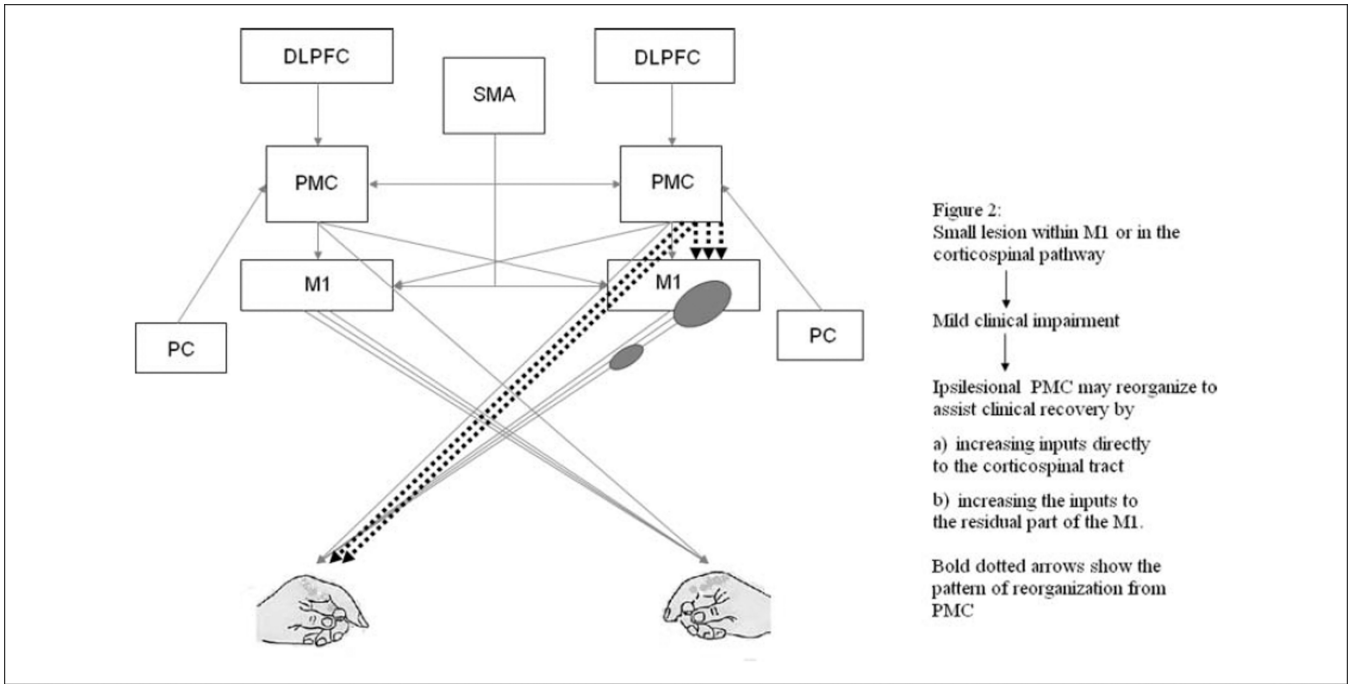 DLPFC
DLPFC
SMA
PMC
PMC
M1
M1
PC
PC
Figure 2:
Small lesion within M1 or in the
corticospinal pathway
Mild clinical impairment
Ipsilesional PMC may reorganize to
assist clinical recovery by
a) increasing inputs directly
to the corticospinal tract
b) increasing the inputs to
the residual part of the M1.
Bold dotted arrows show the
pattern of reorganization from
PMC